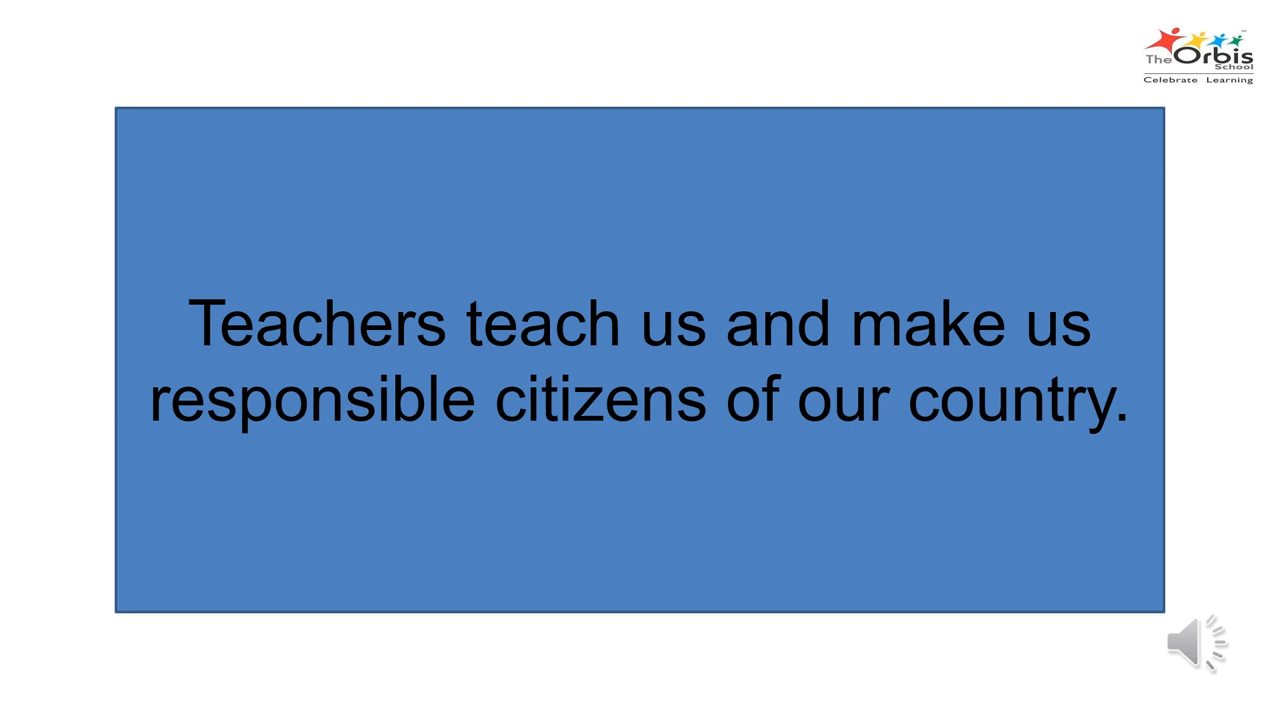 The Orbis
School
Celebrate Learning
Teachers teach us and make us
responsible citizens of our country.